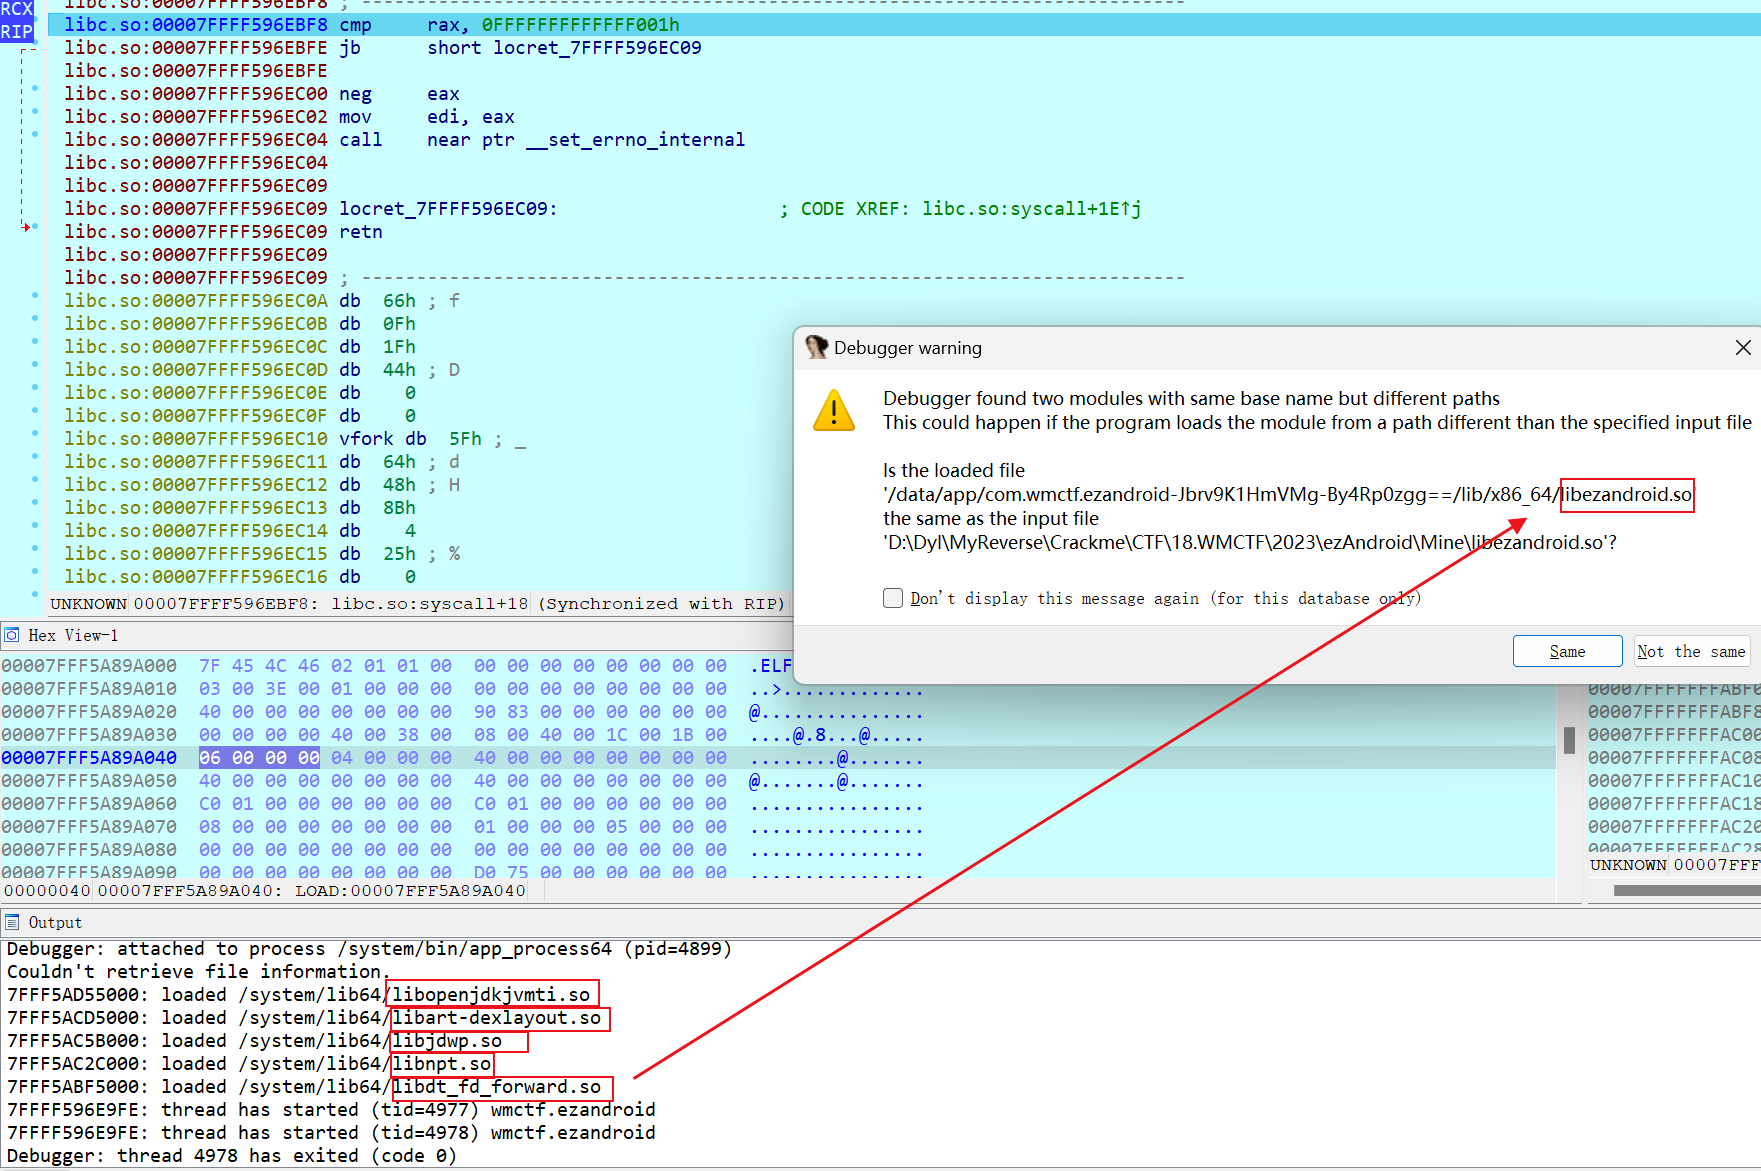 RCX
RIP
libc.so:00007FFFF596EBF8 ; ---------------------------------------------------------------------------
libc.so:00007FFFF596EBF8 cmp     rax, 0FFFFFFFFFFFFF001h
libc.so:00007FFFF596EBFE jb      short locret_7FFFF596EC09
libc.so:00007FFFF596EBFE
libc.so:00007FFFF596EC00 neg     eax
libc.so:00007FFFF596EC02 mov     edi, eax
libc.so:00007FFFF596EC04 call    near ptr __set_errno_internal
libc.so:00007FFFF596EC04
libc.so:00007FFFF596EC09
libc.so:00007FFFF596EC09 locret_7FFFF596EC09:                    ; CODE XREF: libc.so:syscall+1E↑j
libc.so:00007FFFF596EC09 retn
libc.so:00007FFFF596EC09
libc.so:00007FFFF596EC09 ; ---------------------------------------------------------------------------
libc.so:00007FFFF596EC0A db  66h ; f
libc.so:00007FFFF596EC0B db  0Fh
libc.so:00007FFFF596EC0C db  1Fh
libc.so:00007FFFF596EC0D db  44h ; D
libc.so:00007FFFF596EC0E db    0
libc.so:00007FFFF596EC0F db    0
libc.so:00007FFFF596EC10 vfork db  5Fh ; _
libc.so:00007FFFF596EC11 db  64h ; d
libc.so:00007FFFF596EC12 db  48h ; H
libc.so:00007FFFF596EC13 db  8Bh
libc.so:00007FFFF596EC14 db    4
libc.so:00007FFFF596EC15 db  25h ; %
libc.so:00007FFFF596EC16 db    0
UNKNOWN 00007FFFF596EBF8: libc.so:syscall+18 (Synchronized with RIP)
Debugger warning
Debugger found two modules with same base name but different paths
This could happen if the program loads the module from a path different than the specified input file
Is the loaded file
'/data/app/com.wmctf.ezandroid-Jbrv9K1HmVMg-By4Rp0zgg==/lib/x86_64/libezandroid.so'
the same as the input file
'D:\Dyl\MyReverse\Crackme\CTF\18.WMCTF\2023\ezAndroid\Mine\libezandroid.so'?
Don't display this message again (for this database only)
Same
Not the same
Hex View-1
00007FFF5A89A000  7F 45 4C 46 02 01 01 00  00 00 00 00 00 00 00 00  .ELF
00007FFF5A89A010  03 00 3E 00 01 00 00 00  00 00 00 00 00 00 00 00  ..>.............
00007FFF5A89A020  40 00 00 00 00 00 00 00  90 83 00 00 00 00 00 00  @...............
00007FFF5A89A030  00 00 00 00 40 00 38 00  08 00 40 00 1C 00 1B 00  ....@.8...@.....
00007FFF5A89A040  06 00 00 00 04 00 00 00  40 00 00 00 00 00 00 00  ........@.......
00007FFF5A89A050  40 00 00 00 00 00 00 00  40 00 00 00 00 00 00 00  @.......@.......
00007FFF5A89A060  C0 01 00 00 00 00 00 00  C0 01 00 00 00 00 00 00  ................
00007FFF5A89A070  08 00 00 00 00 00 00 00  01 00 00 00 05 00 00 00  ................
00007FFF5A89A080  00 00 00 00 00 00 00 00  00 00 00 00 00 00 00 00  ................
00007FFF5A89A090  00 00 00 00 00 00 00 00  D0 75 00 00 00 00 00 00  ................
00000040 00007FFF5A89A040: LOAD:00007FFF5A89A040
00007FFFFFFFABF0
00007FFFFFFFABF8
00007FFFFFFFAC00
00007FFFFFFFAC08
00007FFFFFFFAC10
00007FFFFFFFAC18
00007FFFFFFFAC20
00007FFFFFFFAC28
UNKNOWN 00007FFF
Output
Debugger: attached to process /system/bin/app_process64 (pid=4899)
Couldn't retrieve file information.
7FFF5AD55000: loaded /system/lib64/libopenjdkjvmti.so
7FFF5ACD5000: loaded /system/lib64/libart-dexlayout.so
7FFF5AC5B000: loaded /system/lib64/libjdwp.so
7FFF5AC2C000: loaded /system/lib64/libnpt.so
7FFF5ABF5000: loaded /system/lib64/libdt_fd_forward.so
7FFFF596E9FE: thread has started (tid=4977) wmctf.ezandroid
7FFFF596E9FE: thread has started (tid=4978) wmctf.ezandroid
Debugger: thread 4978 has exited (code 0)